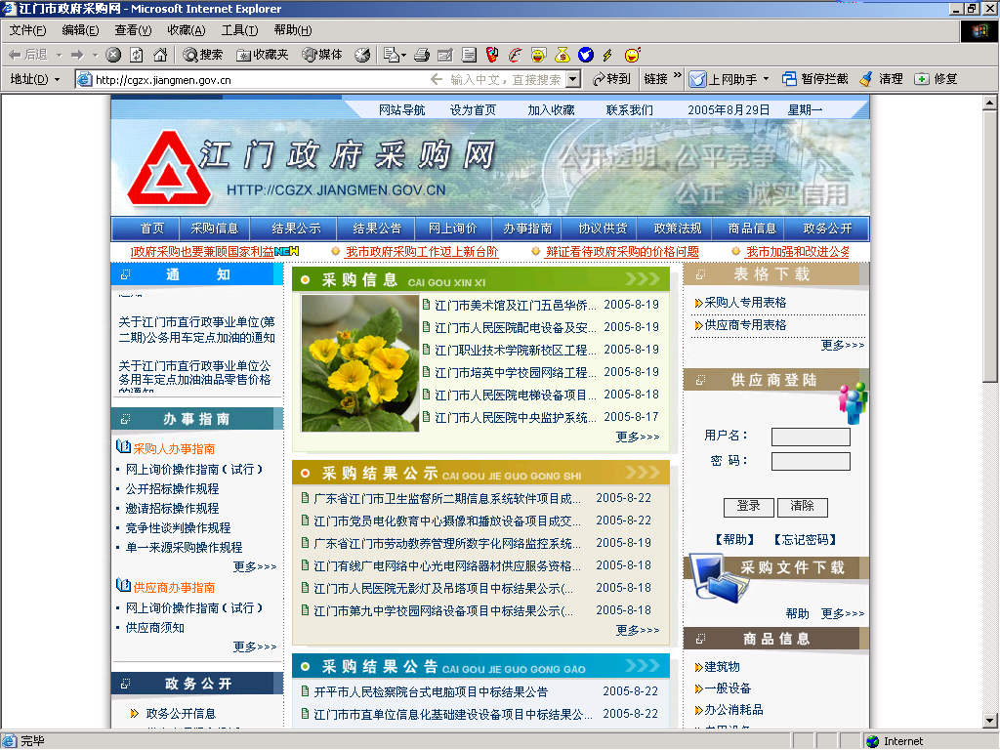 江门市政府采购网 - Microsoft Internet Explorer
文件(F) 编辑(E) 查看(V) 收藏(A) 工具(T) 帮助(H)
后退 搜索 收藏夹 媒体
地址(D) http://cgzx.jiangmen.gov.cn 输入中文，直接搜索 转到 链接 » 上网助手 暂停拦截 清理 修复
网站导航 设为首页 加入收藏 联系我们 2005年8月29日 星期一
江门政府采购网
HTTP://CGZX.JIANGMEN.GOV.CN
公开透明 公平竞争
公正 诚实信用
首页 采购信息 结果公示 结果公告 网上询价 办事指南 协议供货 政策法规 商品信息 政务公开
政府采购也要兼顾国家利益NEW 我市政府采购工作迈上新台阶 辩证看待政府采购的价格问题 我市加强和改进公务
通 知
关于江门市直行政事业单位(第
二期)公务用车定点加油的通知
关于江门市直行政事业单位公
务用车定点加油油品零售价格
的通知
办事指南
采购人办事指南
· 网上询价操作指南（试行）
· 公开招标操作规程
· 邀请招标操作规程
· 竞争性谈判操作规程
· 单一来源采购操作规程
更多>>>
供应商办事指南
· 网上询价操作指南（试行）
· 供应商须知
更多>>>
政务公开
政务公开信息
采购信息 CAI GOU XIN XI
江门市美术馆及江门五邑华侨... 2005-8-19
江门市人民医院配电设备及安... 2005-8-19
江门职业技术学院新校区工程... 2005-8-19
江门市培英中学校园网络工程... 2005-8-19
江门市人民医院电梯设备项目... 2005-8-18
江门市人民医院中央监护系统... 2005-8-17
更多>>>
采购结果公示 CAI GOU JIE GUO GONG SHI
广东省江门市卫生监督所二期信息系统软件项目成... 2005-8-22
江门市党员电化教育中心摄像和播放设备项目成交... 2005-8-22
广东省江门市劳动教养管理所数字化网络监控系统... 2005-8-19
江门有线广电网络中心光电网络器材供应服务资格... 2005-8-18
江门市人民医院无影灯及吊塔项目中标结果公示(... 2005-8-18
江门市第九中学校园网络设备项目中标结果公示(... 2005-8-18
更多>>>
采购结果公告 CAI GOU JIE GUO GONG GAO
开平市人民检察院台式电脑项目中标结果公告 2005-8-22
江门市市直单位信息化基础建设设备项目中标结果公... 2005-8-22
表格下载
采购人专用表格
供应商专用表格
更多>>>
供应商登陆
用户名：
密 码：
登录 清除
【帮助】 【忘记密码】
采购文件下载
帮助 更多>>>
商品信息
建筑物
一般设备
办公消耗品
完毕 Internet